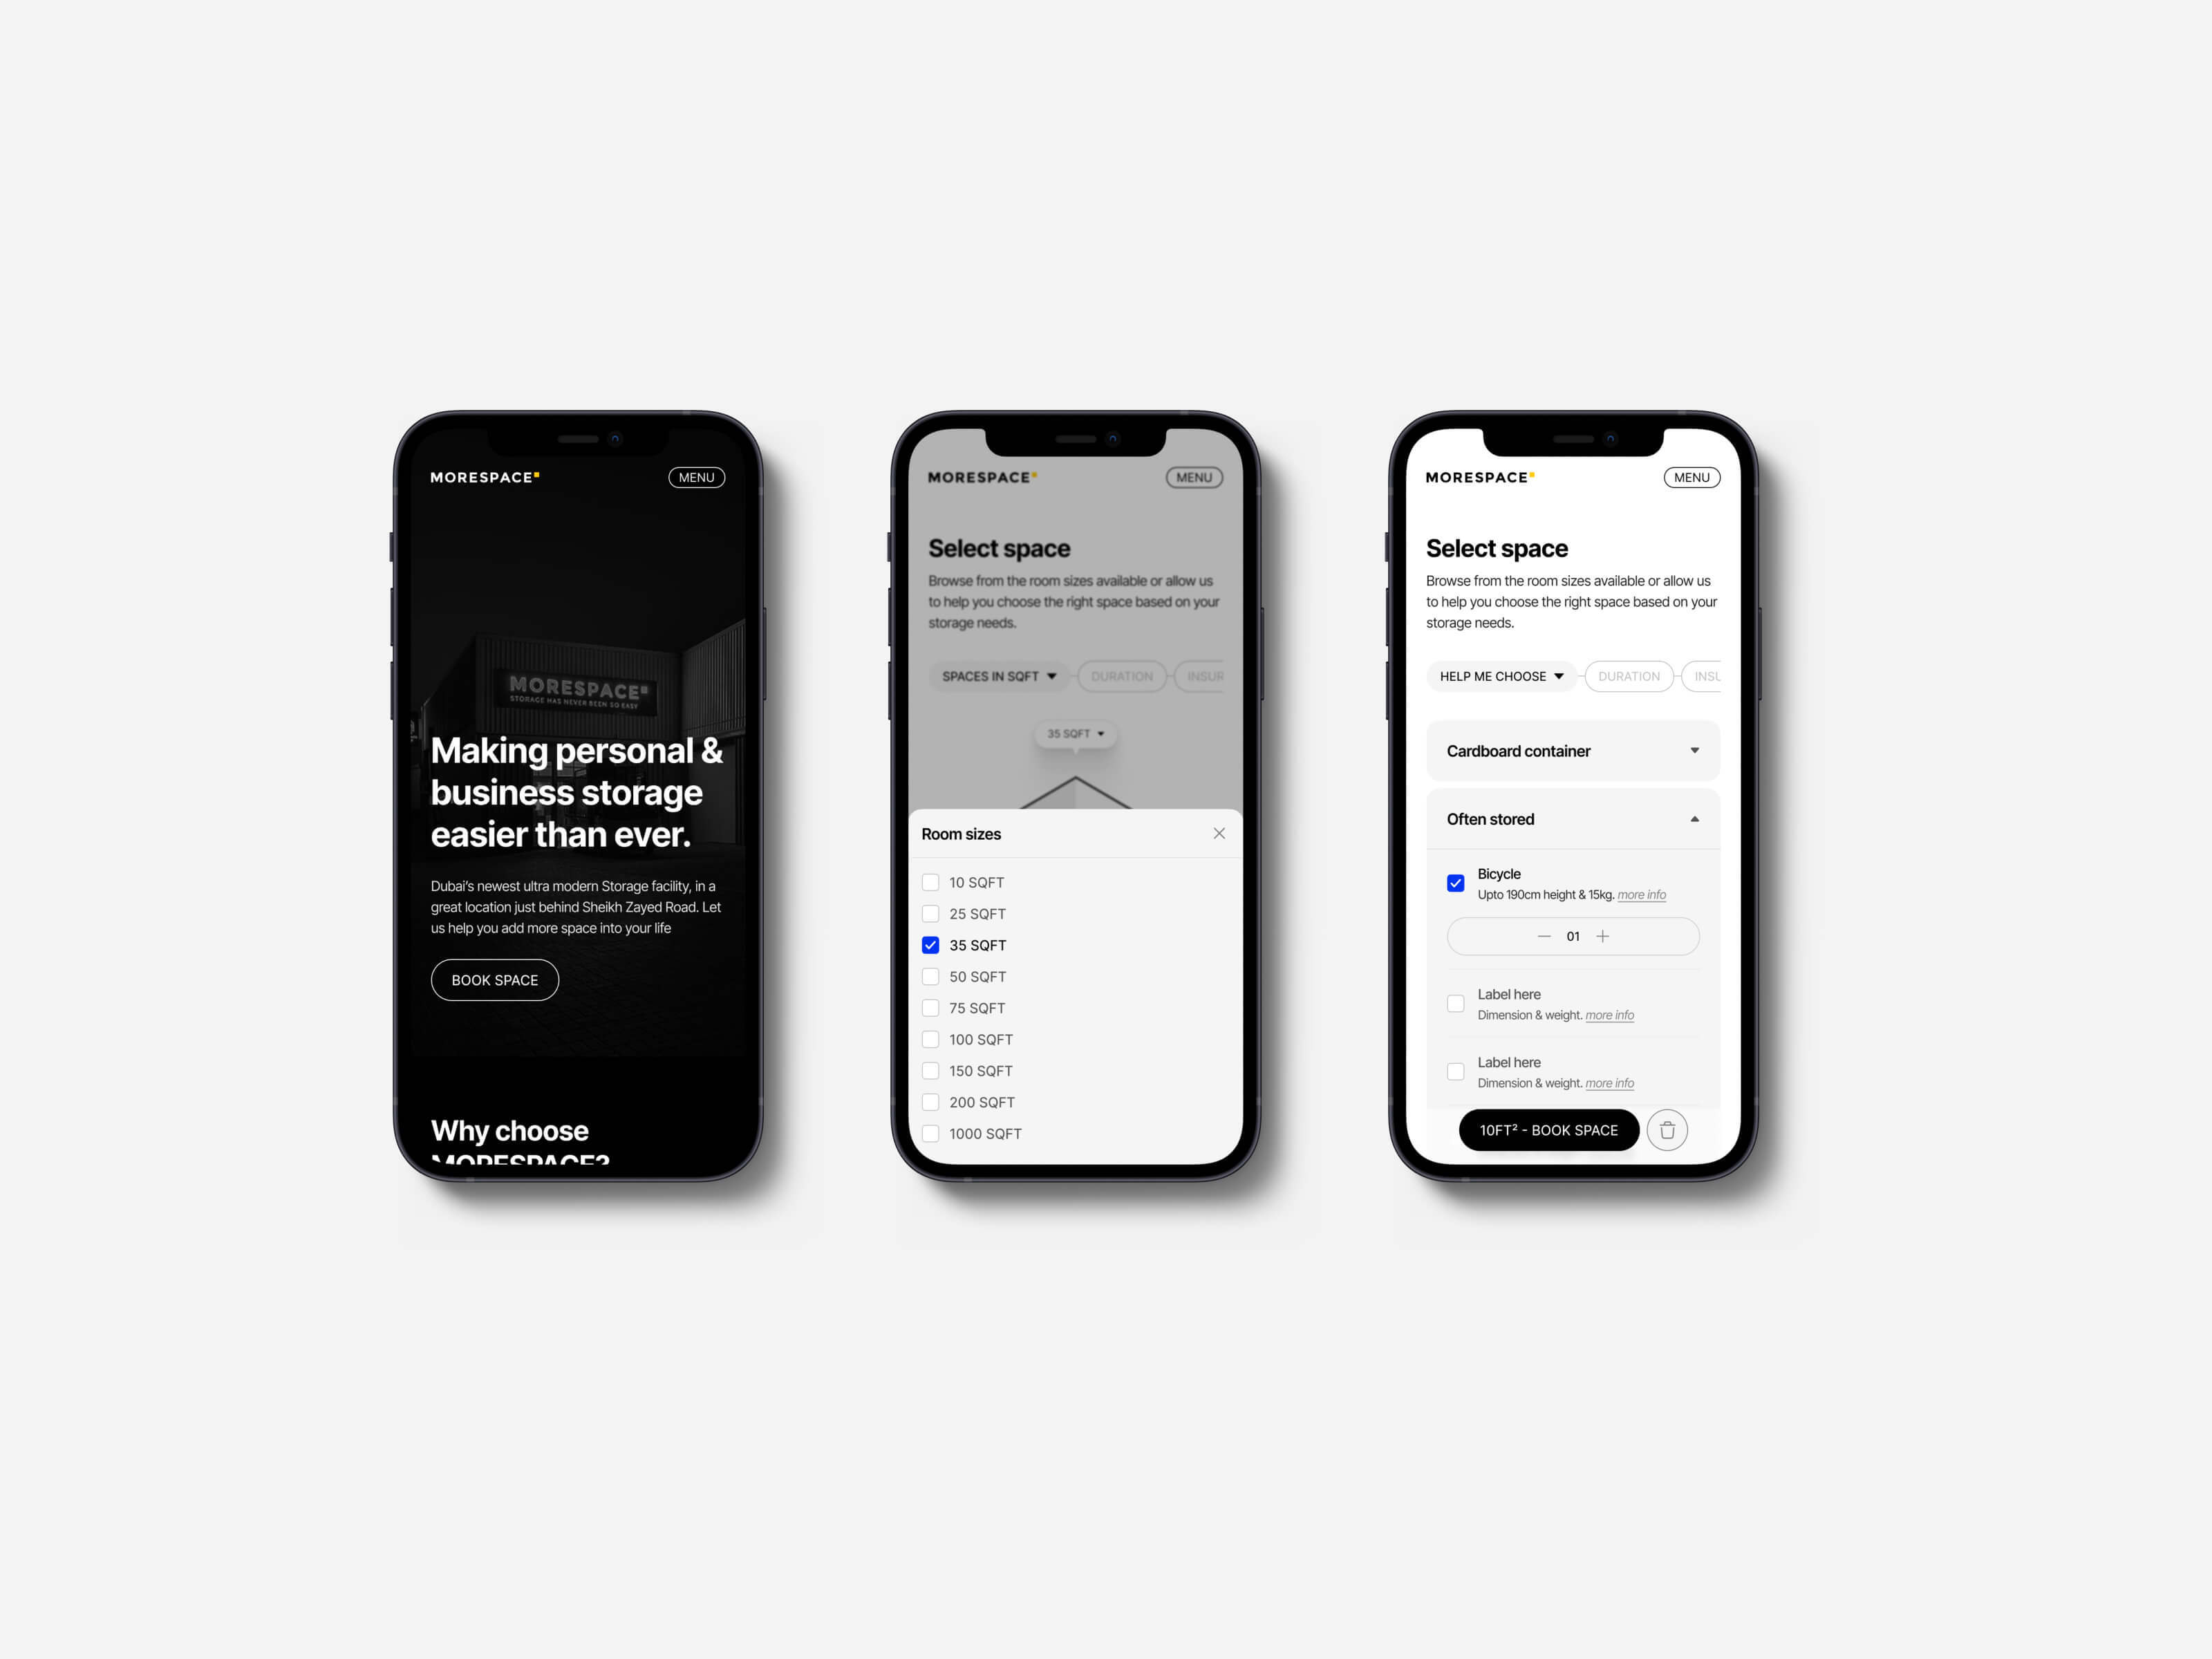 MORESPACE
MENU
MORESPACE
STORAGE HAS NEVER BEEN SO EASY
Making personal &
business storage
easier than ever.
Dubai's newest ultra modern Storage facility, in a
great location just behind Sheikh Zayed Road. Let
us help you add more space into your life
BOOK SPACE
Why choose
MORESPACE?
MORESPACE
MENU
Select space
Browse from the room sizes available or allow us
to help you choose the right space based on your
storage needs.
SPACES IN SQFT
DURATION
INSUR
35 SQFT
Room sizes
10 SQFT
25 SQFT
35 SQFT
50 SQFT
75 SQFT
100 SQFT
150 SQFT
200 SQFT
1000 SQFT
MORESPACE
MENU
Select space
Browse from the room sizes available or allow us
to help you choose the right space based on your
storage needs.
HELP ME CHOOSE
DURATION
INSU
Cardboard container
Often stored
Bicycle
Upto 190cm height & 15kg. more info
01
Label here
Dimension & weight. more info
Label here
Dimension & weight. more info
10FT² - BOOK SPACE